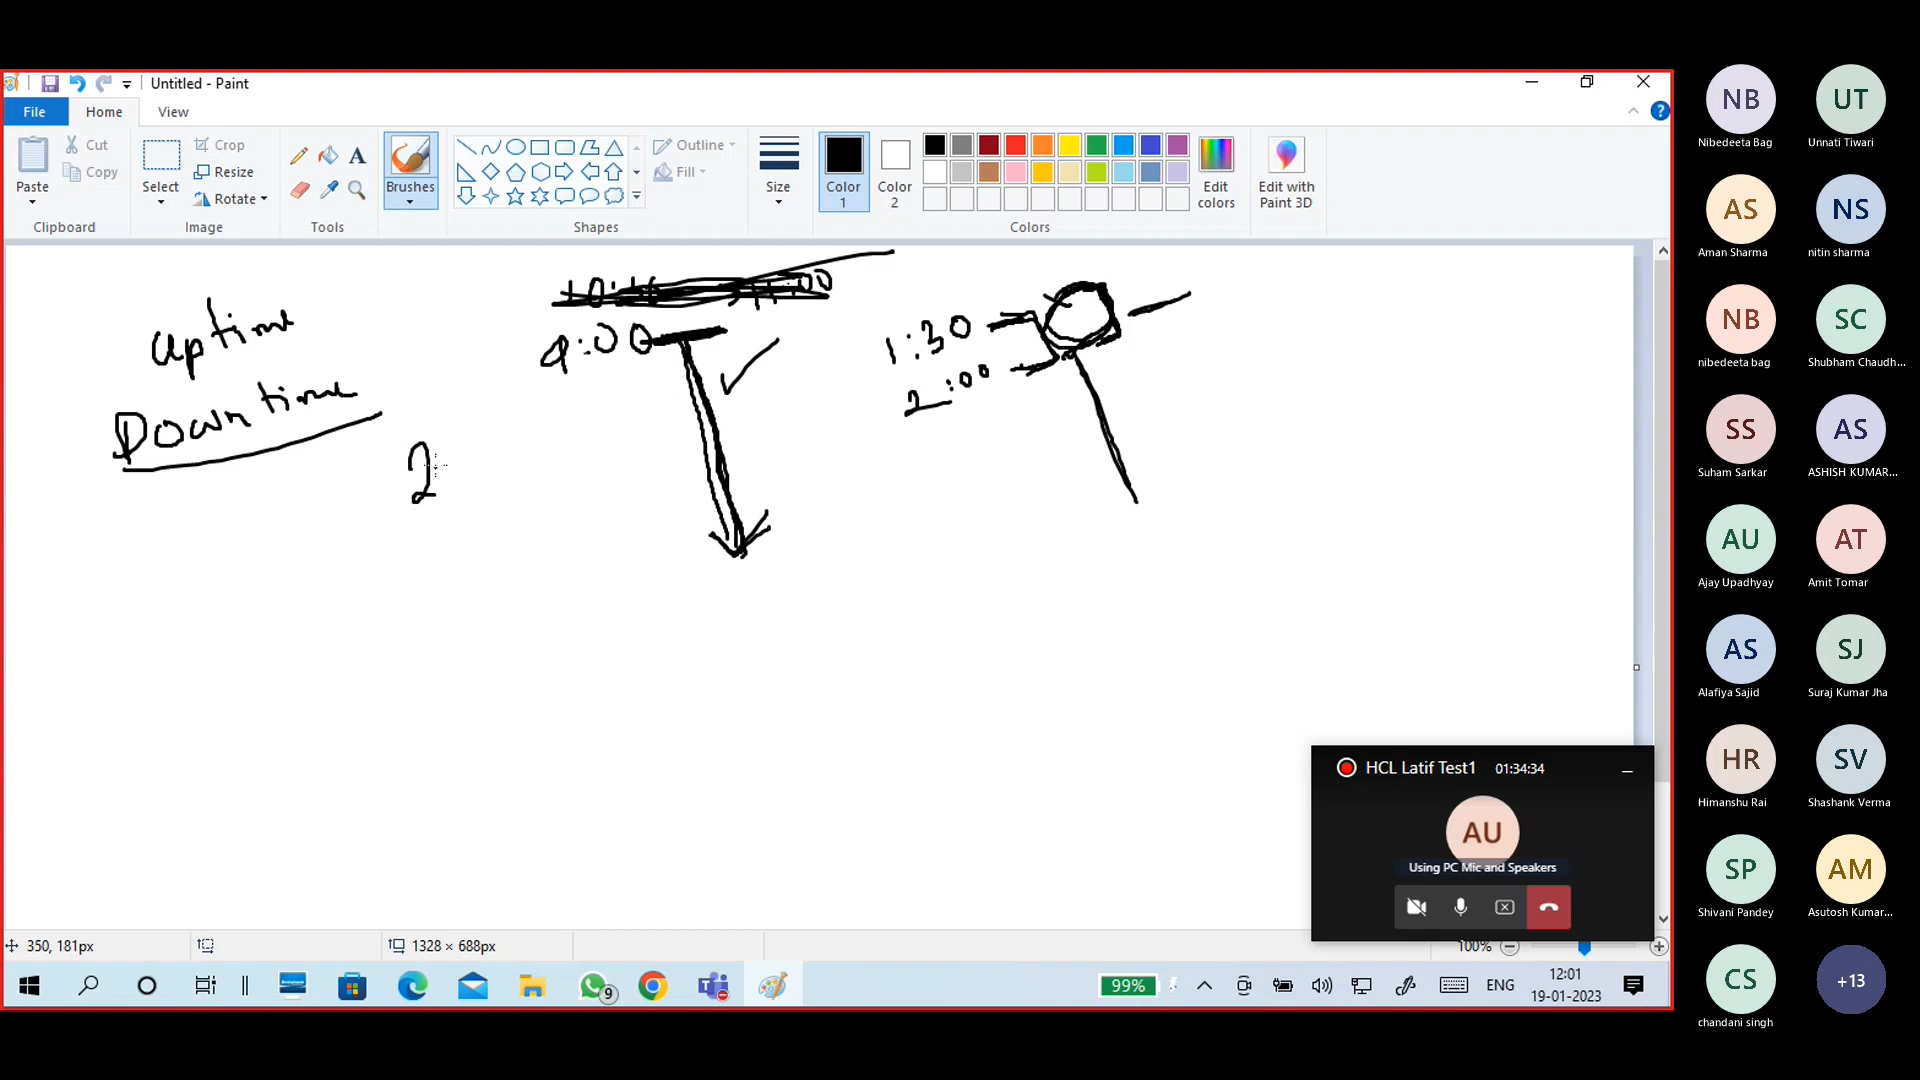 Untitled - Paint
File Home View
Paste
Cut
Copy
Clipboard
Select
Crop
Resize
Rotate
Image
Tools
Brushes
Shapes
Outline
Fill
Size
Color 1
Color 2
Edit colors
Colors
Edit with Paint 3D
uptime
Downtime
2
4:00
1:30
2:00
HCL Latif Test1 01:34:34
AU
Using PC Mic and Speakers
350, 181px
1328 × 688px
100%
9
99%
ENG
12:01
19-01-2023
NB
Nibedeeta Bag
UT
Unnati Tiwari
AS
Aman Sharma
NS
nitin sharma
NB
nibedeeta bag
SC
Shubham Chaudh...
SS
Suham Sarkar
AS
ASHISH KUMAR...
AU
Ajay Upadhyay
AT
Amit Tomar
AS
Alafiya Sajid
SJ
Suraj Kumar Jha
HR
Himanshu Rai
SV
Shashank Verma
SP
Shivani Pandey
AM
Asutosh Kumar...
CS
chandani singh
+13